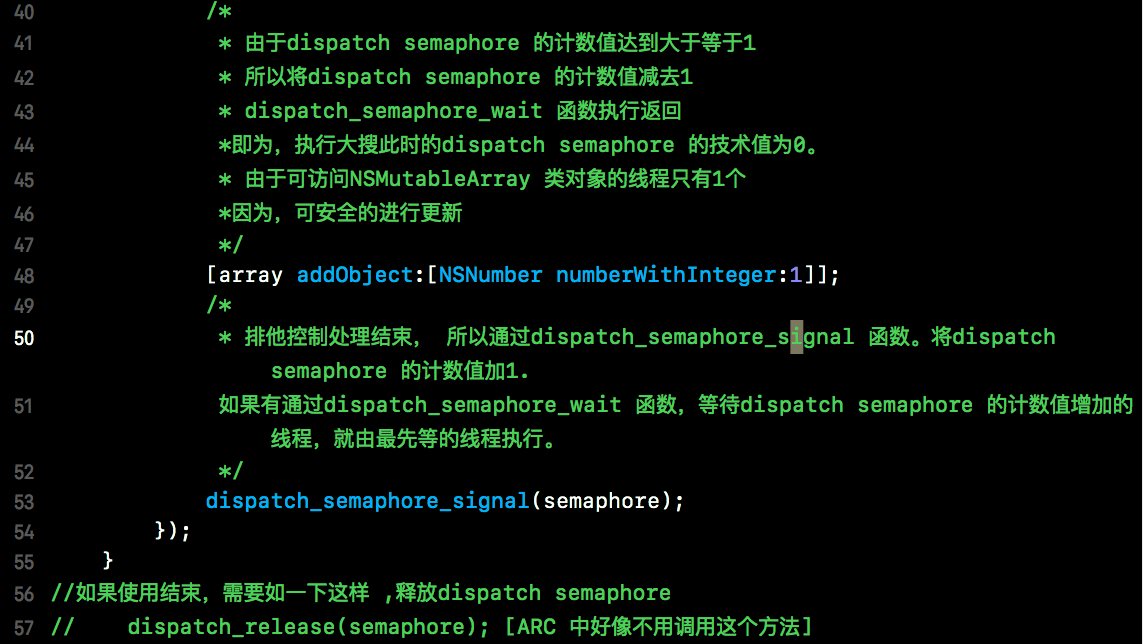 40 /*
41 * 由于dispatch semaphore 的计数值达到大于等于1
42 * 所以将dispatch semaphore 的计数值减去1
43 * dispatch_semaphore_wait 函数执行返回
44 *即为，执行大搜此时的dispatch semaphore 的技术值为0。
45 * 由于可访问NSMutableArray 类对象的线程只有1个
46 *因为，可安全的进行更新
47 */
48 [array addObject:[NSNumber numberWithInteger:1]];
49 /*
50 * 排他控制处理结束， 所以通过dispatch_semaphore_signal 函数。将dispatch
semaphore 的计数值加1.
51 如果有通过dispatch_semaphore_wait 函数，等待dispatch semaphore 的计数值增加的
线程，就由最先等的线程执行。
52 */
53 dispatch_semaphore_signal(semaphore);
54 });
55 }
56 //如果使用结束，需要如一下这样 ,释放dispatch semaphore
57 // dispatch_release(semaphore); [ARC 中好像不用调用这个方法]